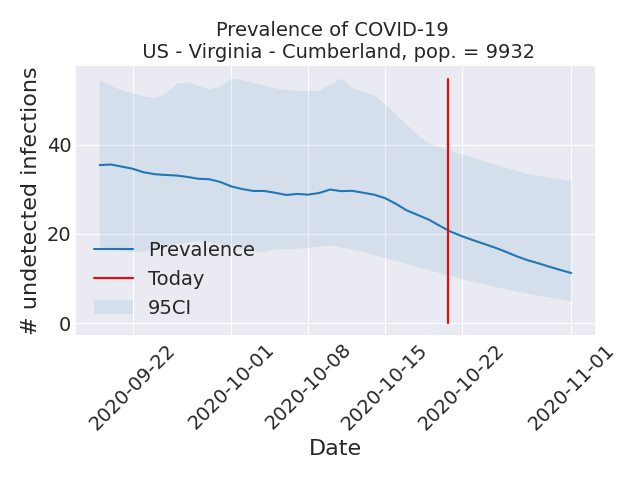 Prevalence of COVID-19
US - Virginia - Cumberland, pop. = 9932
# undetected infections
40
20
0
Prevalence
Today
95CI
2020-09-22
2020-10-01
2020-10-08
2020-10-15
2020-10-22
2020-11-01
Date